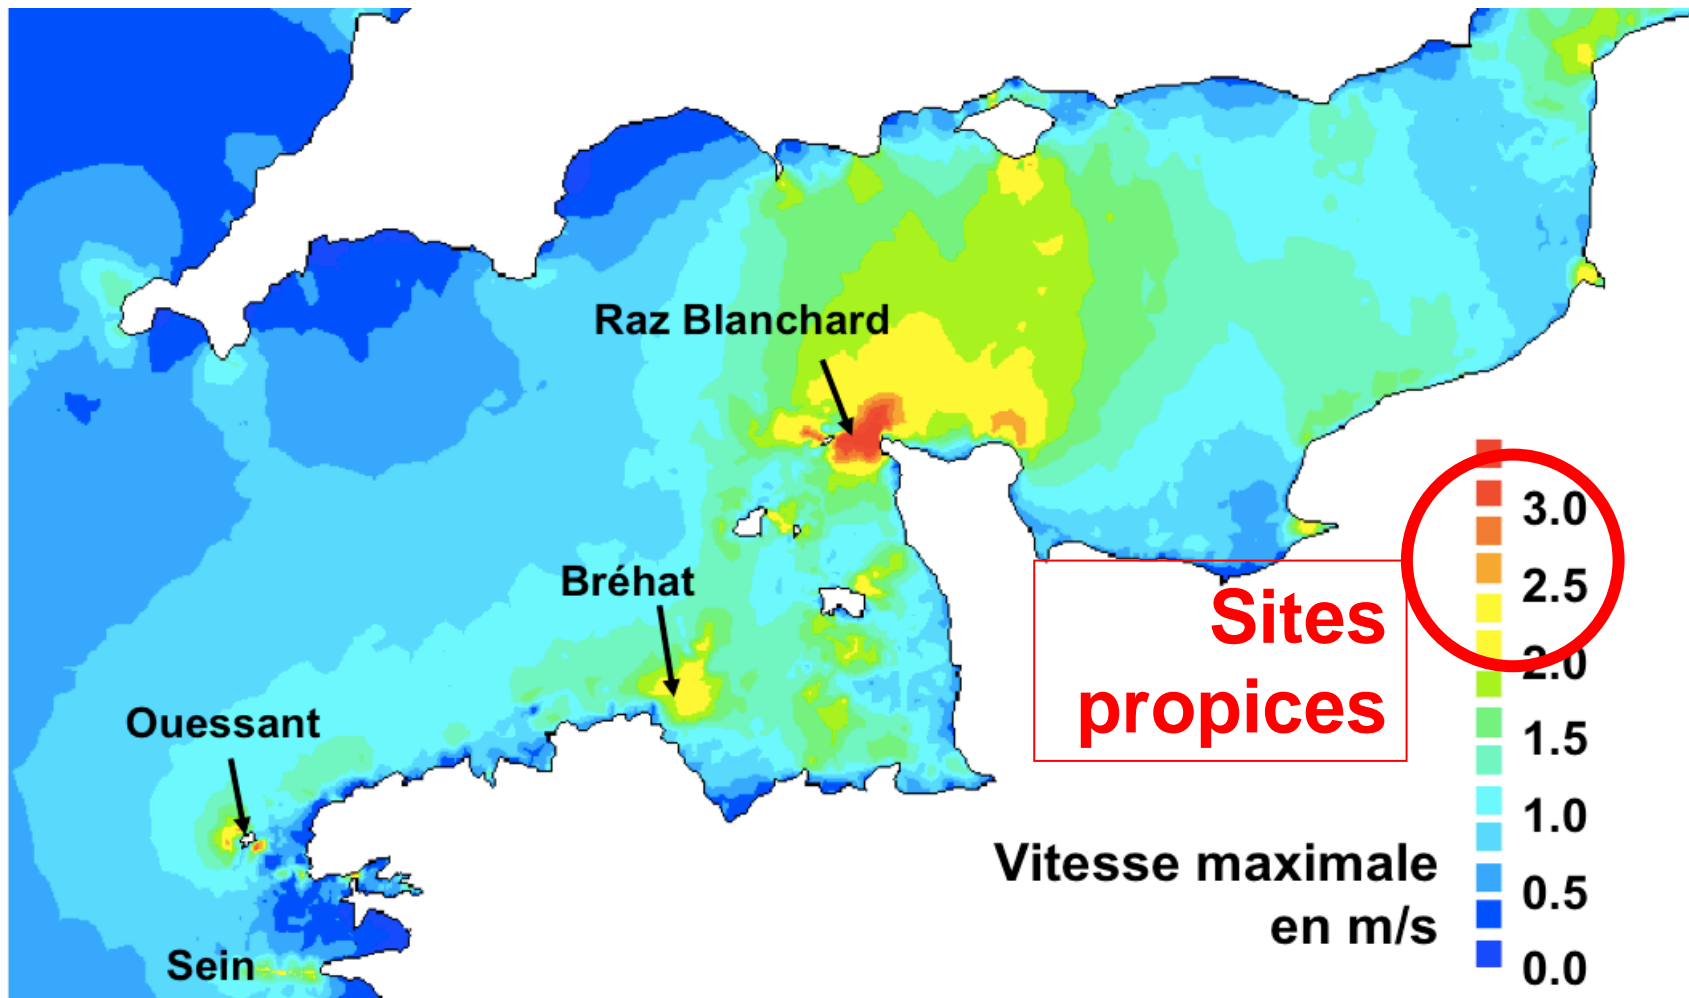 Raz Blanchard
Bréhat
Ouessant
Sein
Sites
propices
Vitesse maximale
en m/s
3.0
2.5
2.0
1.5
1.0
0.5
0.0